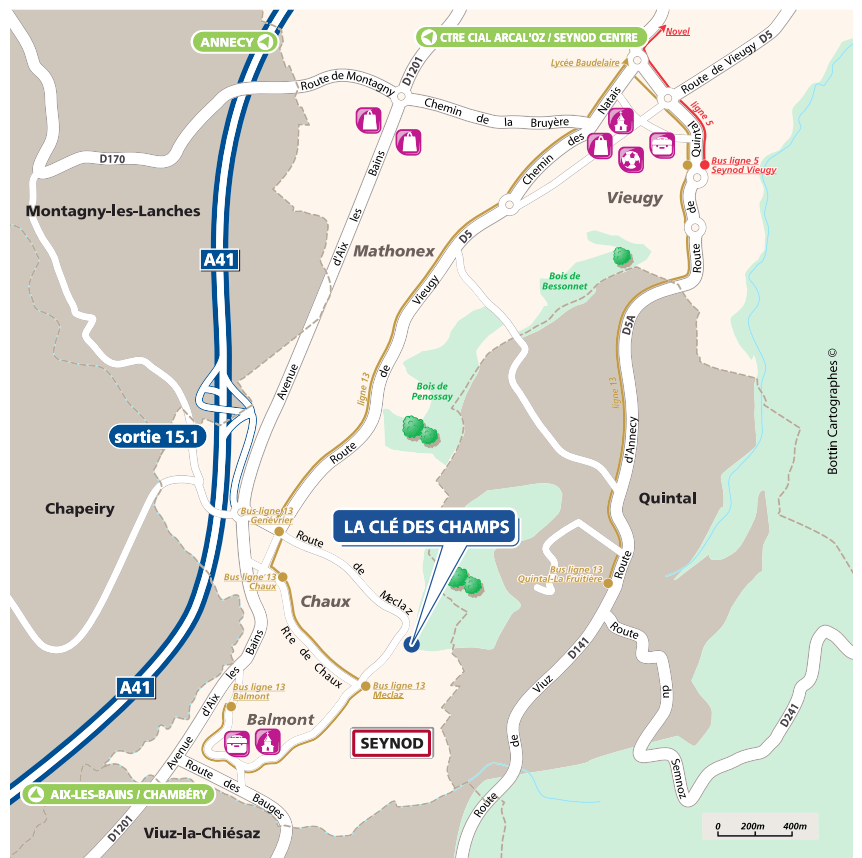 ANNECY
CTRE CIAL ARCAL'OZ / SEYNOD CENTRE
Novel
D1201
Lycée Baudelaire
Route de Vieugy D5
Route de Montagny
Chemin de la Bruyère
Chemin des Natais
ligne 5
Quintal
D170
Bus ligne 5
Seynod Vieugy
Montagny-les-Lanches
Vieugy
Route de
Avenue d'Aix les Bains
A41
Mathonex
D5
Bois de
Bessonnet
Route de Vieugy
D5A
ligne 13
ligne 13
Bois de
Penossay
d'Annecy
Bottin Cartographes ©
sortie 15.1
Chapeiry
Quintal
Bus ligne 13
Genévrier
LA CLÉ DES CHAMPS
Route de Meclaz
Route
Bus ligne 13
Chaux
Bus ligne 13
Quintal-La Fruitière
Chaux
Rte de Chaux
Route du Semnoz
D141
Route de Viuz
A41
Bus ligne 13
Balmont
Bus ligne 13
Meclaz
Avenue d'Aix les Bains
Balmont
D241
SEYNOD
AIX-LES-BAINS / CHAMBÉRY
Route des Bauges
D1201
Viuz-la-Chiésaz
0 200m 400m